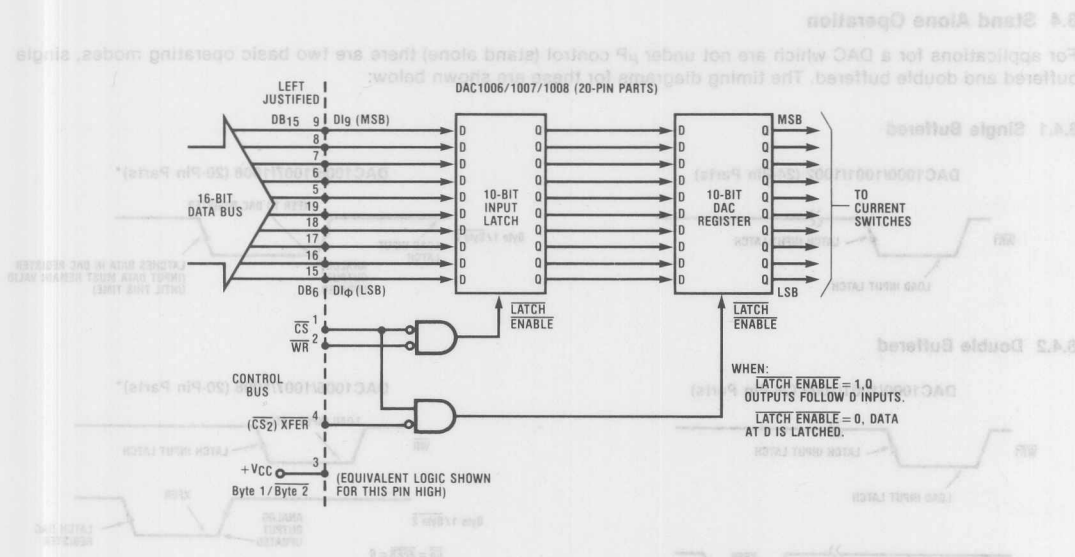 DAC1006/1007/1008 (20-PIN PARTS)
LEFT
JUSTIFIED
DB15 9 DI9 (MSB)
8
7
6
5
19
18
17
16
15
DB6 DIφ (LSB)
16-BIT
DATA BUS
D Q
D Q
D Q
D Q
D Q
D Q
D Q
D Q
D Q
D Q
10-BIT
INPUT
LATCH
LATCH
ENABLE
D Q
D Q
D Q
D Q
D Q
D Q
D Q
D Q
D Q
D Q
10-BIT
DAC
REGISTER
LATCH
ENABLE
MSB
LSB
TO
CURRENT
SWITCHES
CS 1
WR 2
CONTROL
BUS
(CS2) XFER 4
+VCC 3
Byte 1/Byte 2
(EQUIVALENT LOGIC SHOWN
FOR THIS PIN HIGH)
WHEN:
LATCH ENABLE = 1,Q
OUTPUTS FOLLOW D INPUTS.
LATCH ENABLE = 0, DATA
AT D IS LATCHED.